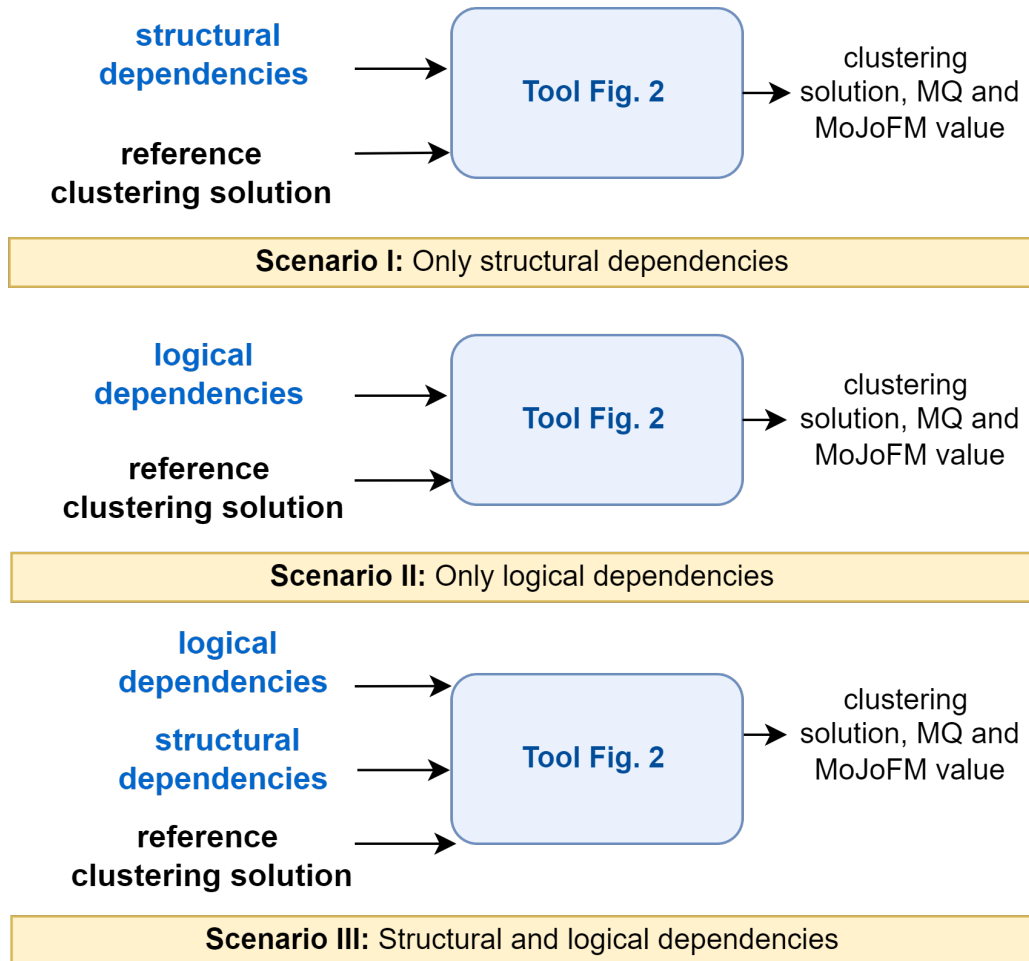 structural
dependencies
reference
clustering solution
Tool Fig. 2
clustering
solution, MQ and
MoJoFM value
Scenario I: Only structural dependencies
logical
dependencies
reference
clustering solution
Tool Fig. 2
clustering
solution, MQ and
MoJoFM value
Scenario II: Only logical dependencies
logical
dependencies
structural
dependencies
reference
clustering solution
Tool Fig. 2
clustering
solution, MQ and
MoJoFM value
Scenario III: Structural and logical dependencies